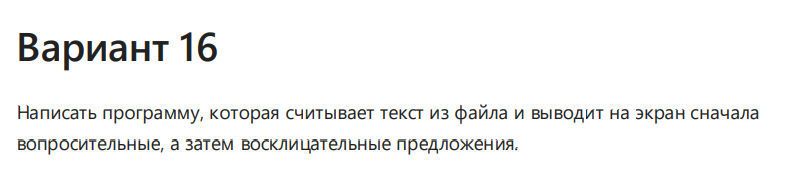 Вариант 16
Написать программу, которая считывает текст из файла и выводит на экран сначала
вопросительные, а затем восклицательные предложения.